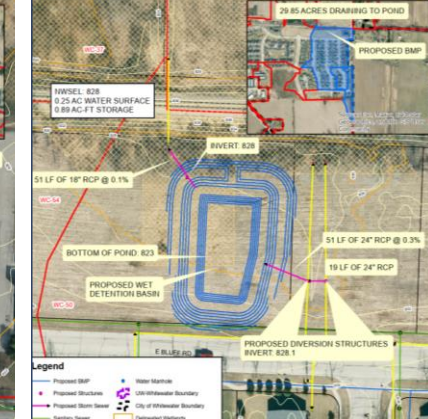 29.85 ACRES DRAINING TO POND
PROPOSED BMP
WC-37
NWSEL: 828
0.25 AC WATER SURFACE
0.89 AC-FT STORAGE
INVERT: 828
51 LF OF 18" RCP @ 0.1%
WC-54
BOTTOM OF POND: 823
51 LF OF 24" RCP @ 0.3%
19 LF OF 24" RCP
PROPOSED WET
DETENTION BASIN
WC-50
PROPOSED DIVERSION STRUCTURES
INVERT: 828.1
E BLUFF RD
Legend
Proposed BMP
Water Manhole
Proposed Structures
UW-Whitewater Boundary
Proposed Storm Sewer
City of Whitewater Boundary
Sanitary Sewer
Delineated Wetlands